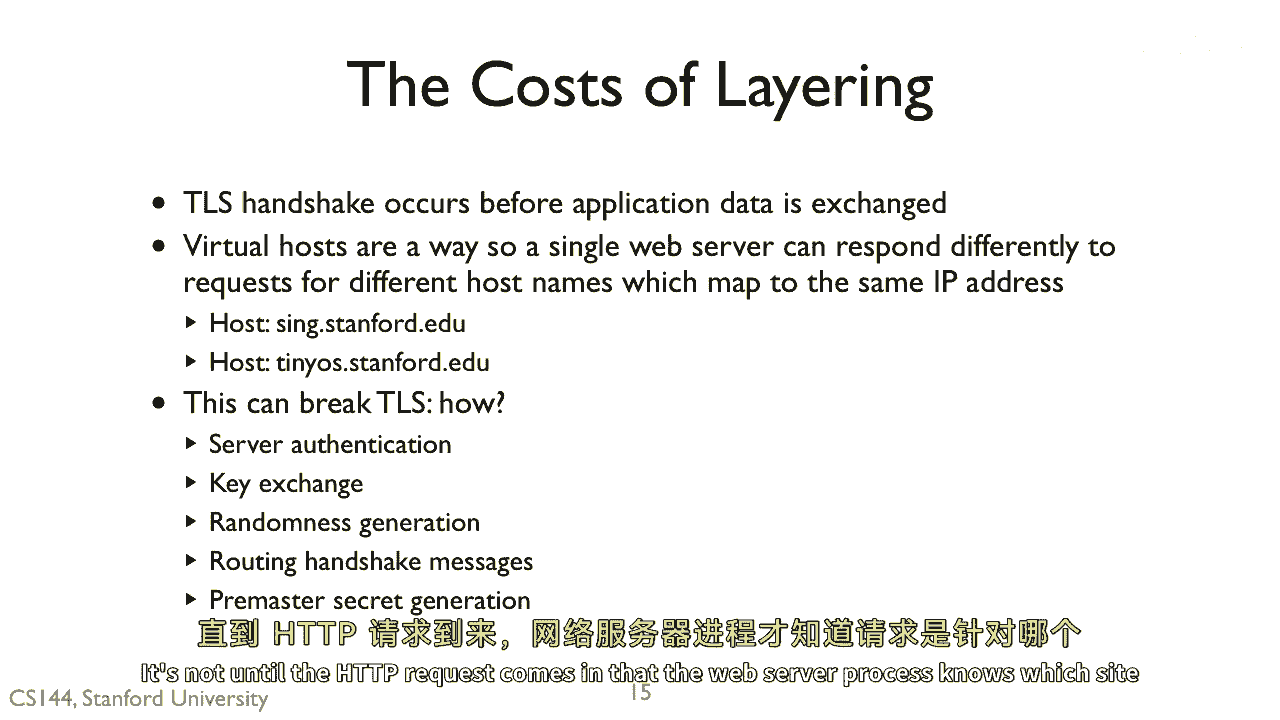 The Costs of Layering
• TLS handshake occurs before application data is exchanged
• Virtual hosts are a way so a single web server can respond differently to
requests for different host names which map to the same IP address
▸ Host: sing.stanford.edu
▸ Host: tinyos.stanford.edu
• This can break TLS: how?
▸ Server authentication
▸ Key exchange
▸ Randomness generation
▸ Routing handshake messages
▸ Premaster secret generation
直到 HTTP 请求到来，网络服务器进程才知道请求是针对哪个
It's not until the HTTP request comes in that the web server process knows which site
CS144, Stanford University
15